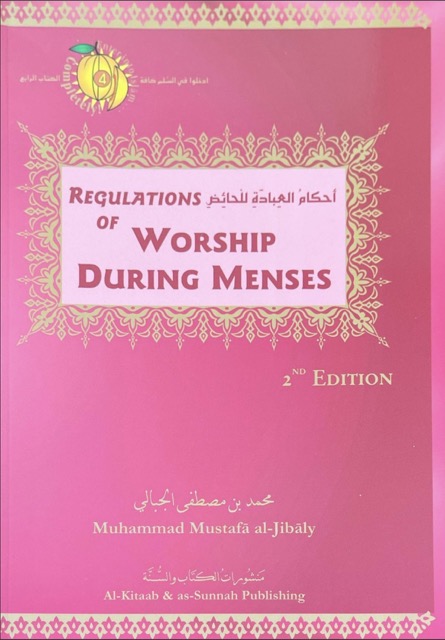 ادخلوا في السلم كافة
4
الكتاب الرابع
REGULATIONS
أحكام العبادة للحائض
OF WORSHIP
DURING MENSES
2ND EDITION
محمد بن مصطفى الجبالي
Muhammad Mustafā al-Jibāly
منشورات الكتاب والسنة
Al-Kitaab & as-Sunnah Publishing